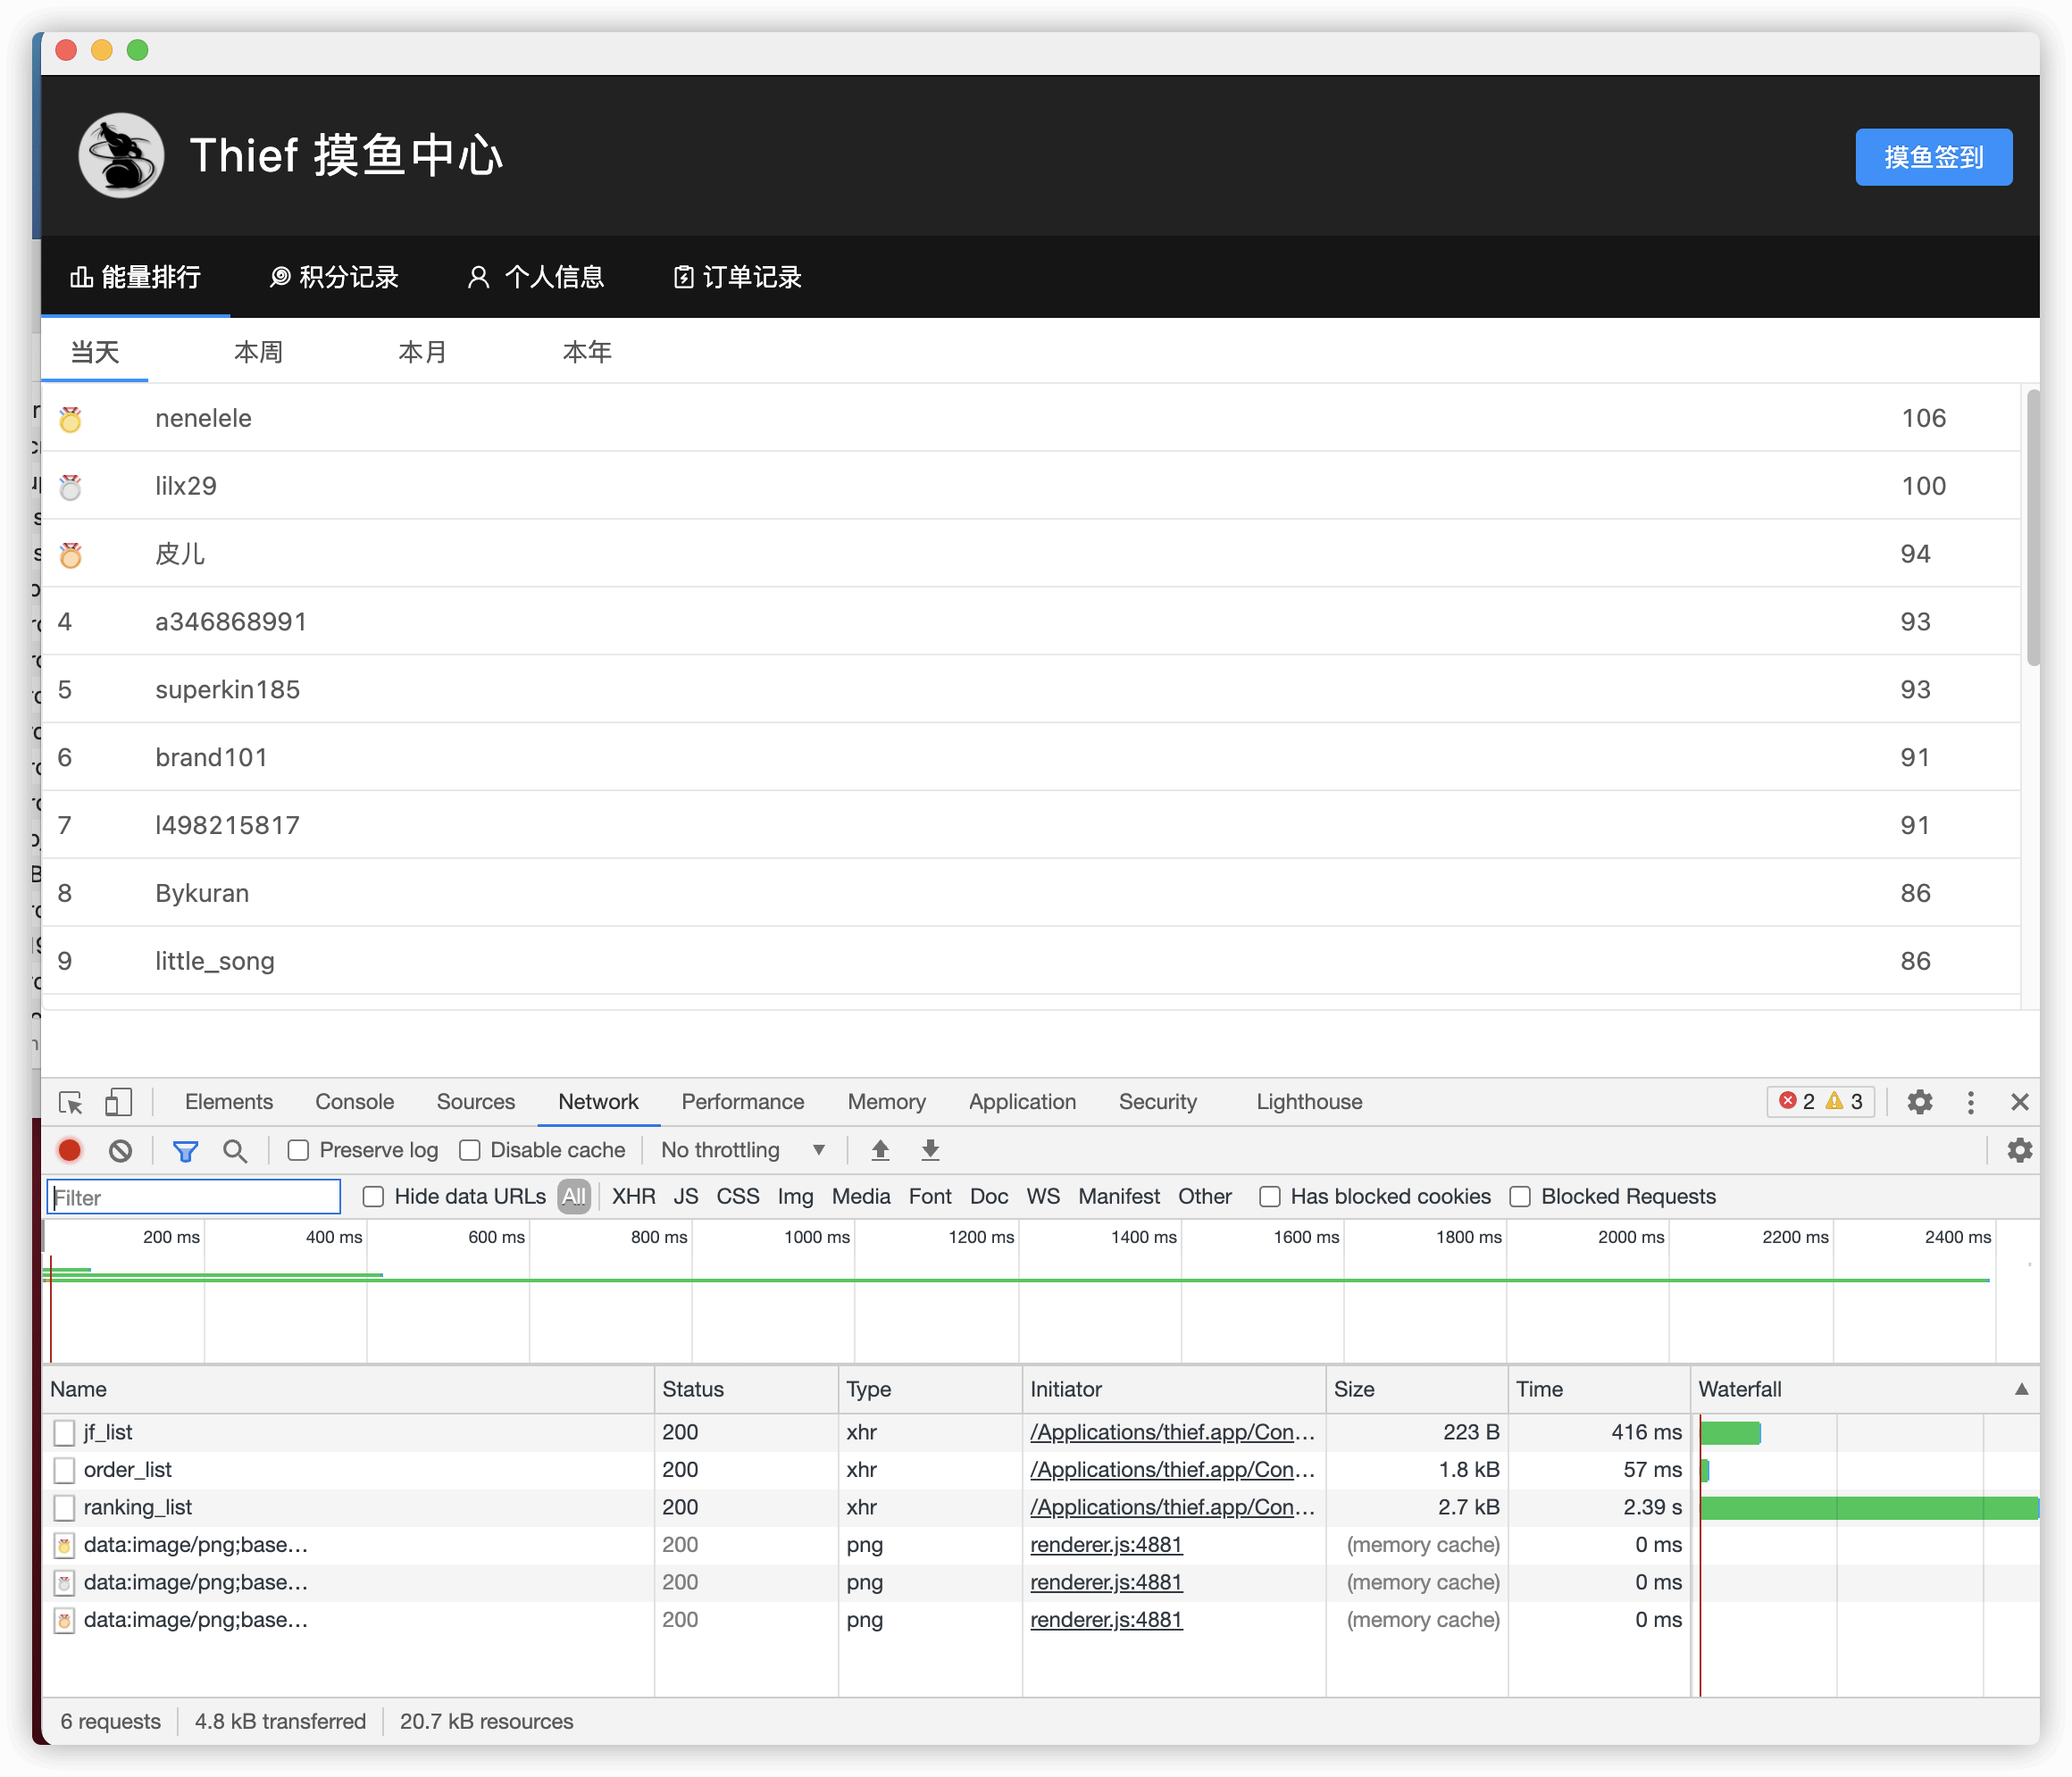 Thief 摸鱼中心
摸鱼签到
能量排行 积分记录 个人信息 订单记录
当天 本周 本月 本年
nenelele 106
lilx29 100
皮儿 94
4 a346868991 93
5 superkin185 93
6 brand101 91
7 l498215817 91
8 Bykuran 86
9 little_song 86
Elements Console Sources Network Performance Memory Application Security Lighthouse 2 3
Preserve log Disable cache No throttling
Filter Hide data URLs All XHR JS CSS Img Media Font Doc WS Manifest Other Has blocked cookies Blocked Requests
200 ms 400 ms 600 ms 800 ms 1000 ms 1200 ms 1400 ms 1600 ms 1800 ms 2000 ms 2200 ms 2400 ms
Name Status Type Initiator Size Time Waterfall
jf_list 200 xhr /Applications/thief.app/Con... 223 B 416 ms
order_list 200 xhr /Applications/thief.app/Con... 1.8 kB 57 ms
ranking_list 200 xhr /Applications/thief.app/Con... 2.7 kB 2.39 s
data:image/png;base... 200 png renderer.js:4881 (memory cache) 0 ms
data:image/png;base... 200 png renderer.js:4881 (memory cache) 0 ms
data:image/png;base... 200 png renderer.js:4881 (memory cache) 0 ms
6 requests 4.8 kB transferred 20.7 kB resources